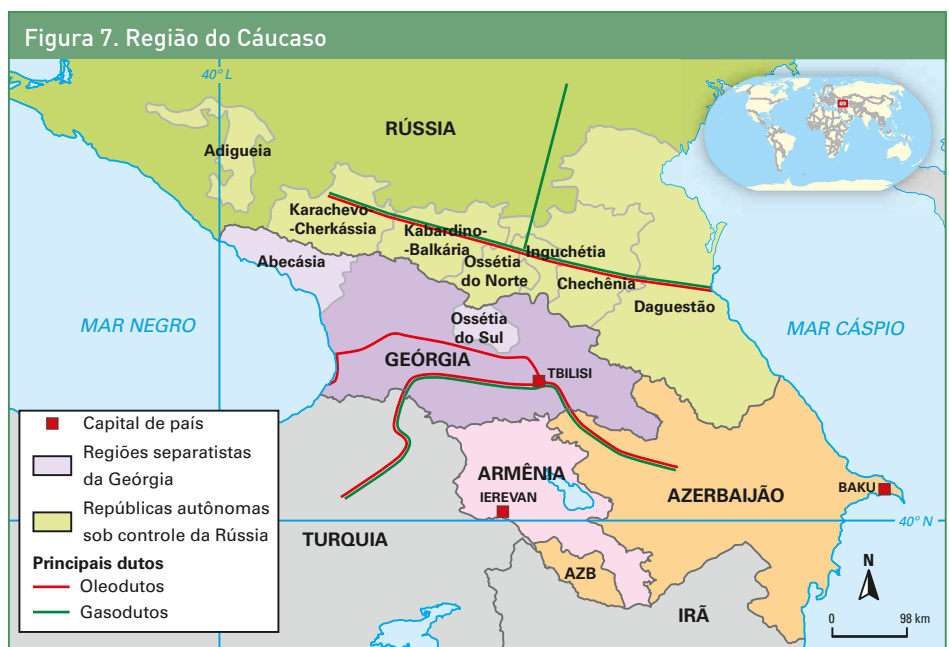 Figura 7. Região do Cáucaso
40° L
RÚSSIA
Adigueia
Karachevo-
-Cherkássia
Kabardino-
-Balkária
Inguchétia
Ossétia
do Norte
Chechênia
Daguestão
Abecásia
MAR NEGRO
Ossétia
do Sul
MAR CÁSPIO
GEÓRGIA
TBILISI
Capital de país
Regiões separatistas
da Geórgia
Repúblicas autônomas
sob controle da Rússia
Principais dutos
Oleodutos
Gasodutos
ARMÊNIA
IEREVAN
AZERBAIJÃO
BAKU
40° N
TURQUIA
AZB
IRÃ
N
0 98 km